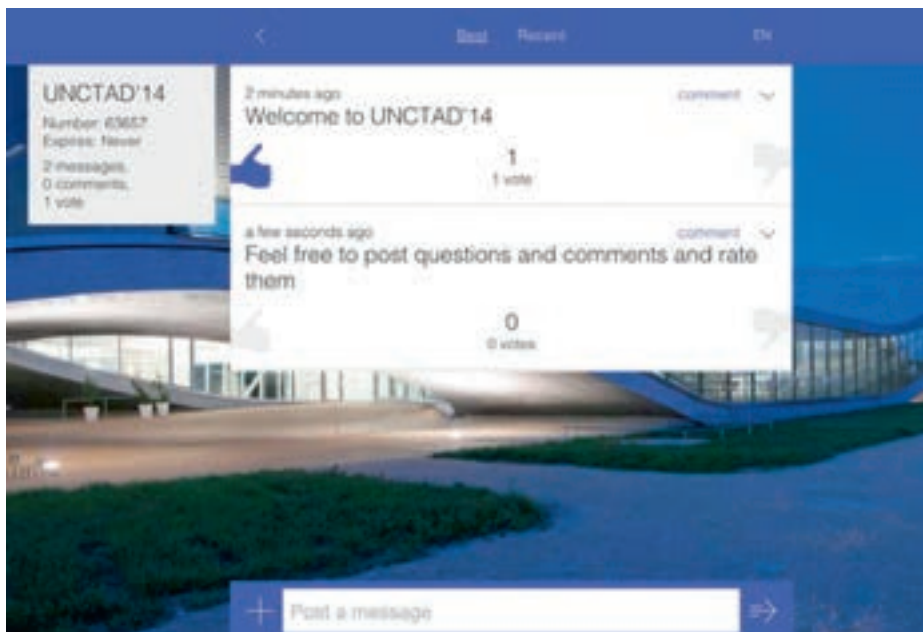 Best Recent EN
UNCTAD'14
Number: 63657
Expires: Never
2 messages,
0 comments,
1 vote
2 minutes ago comment
Welcome to UNCTAD'14
1
1 vote
a few seconds ago comment
Feel free to post questions and comments and rate
them
0
0 votes
Post a message